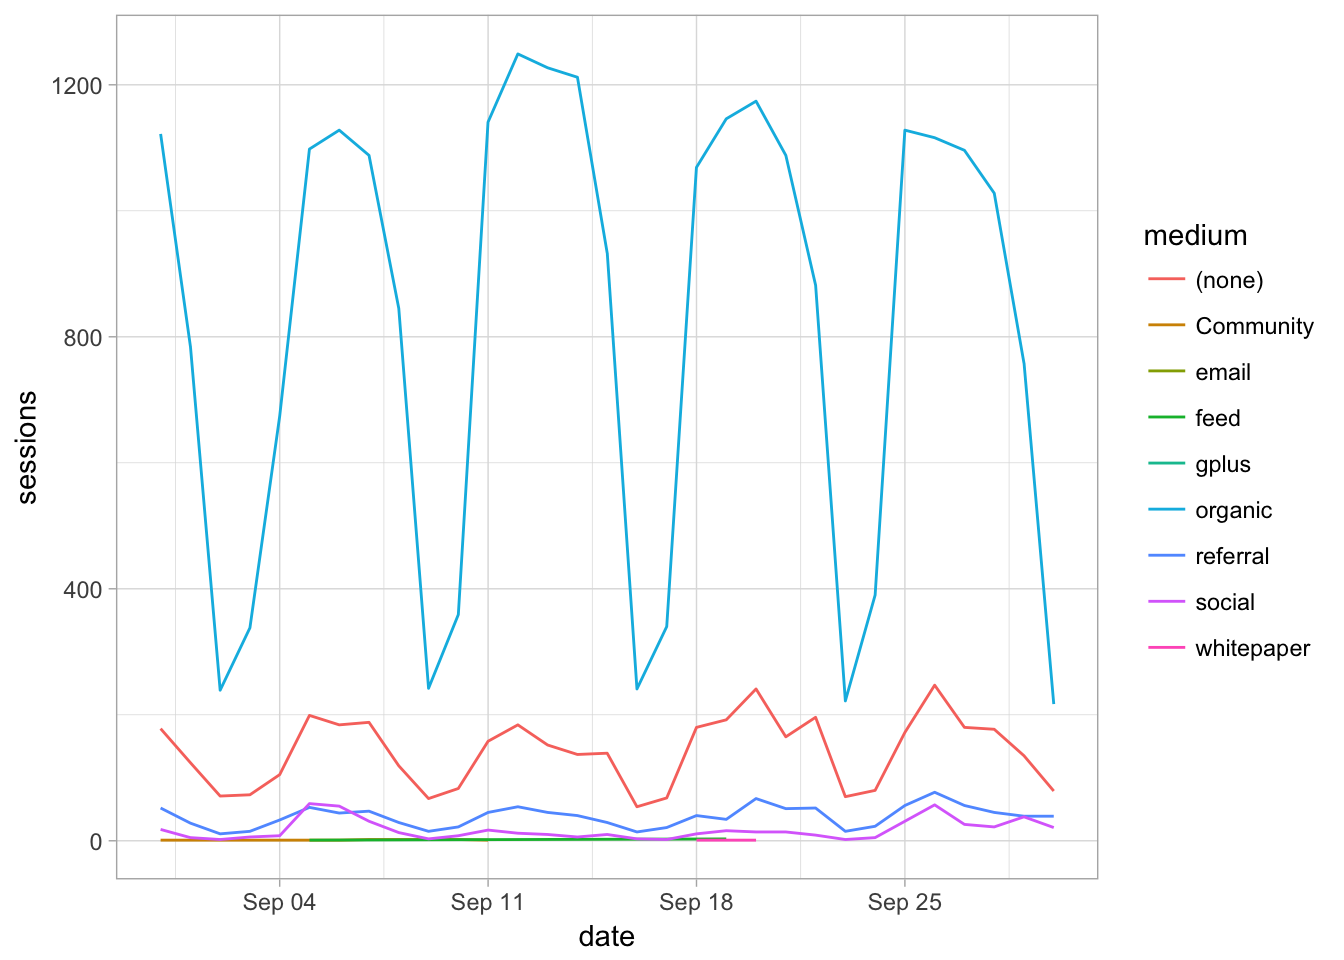 1200
800
400
0
sessions
Sep 04
Sep 11
Sep 18
Sep 25
date
medium
(none)
Community
email
feed
gplus
organic
referral
social
whitepaper